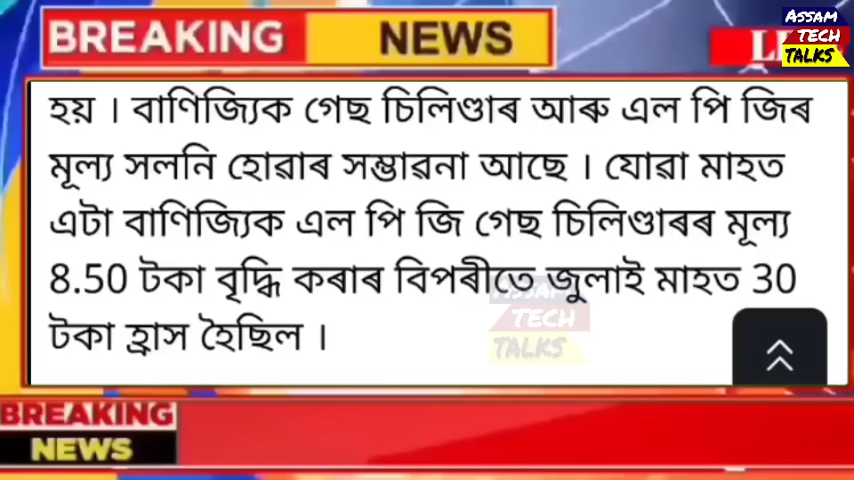 BREAKING NEWS
ASSAM
TECH
TALKS
হয় । বাণিজ্যিক গেছ চিলিণ্ডাৰ আৰু এল পি জিৰ
মূল্য সলনি হোৱাৰ সম্ভাৱনা আছে । যোৱা মাহত
এটা বাণিজ্যিক এল পি জি গেছ চিলিণ্ডাৰৰ মূল্য
8.50 টকা বৃদ্ধি কৰাৰ বিপৰীতে জুলাই মাহত 30
টকা হ্ৰাস হৈছিল ।
ASSAM
TECH
TALKS
BREAKING
NEWS